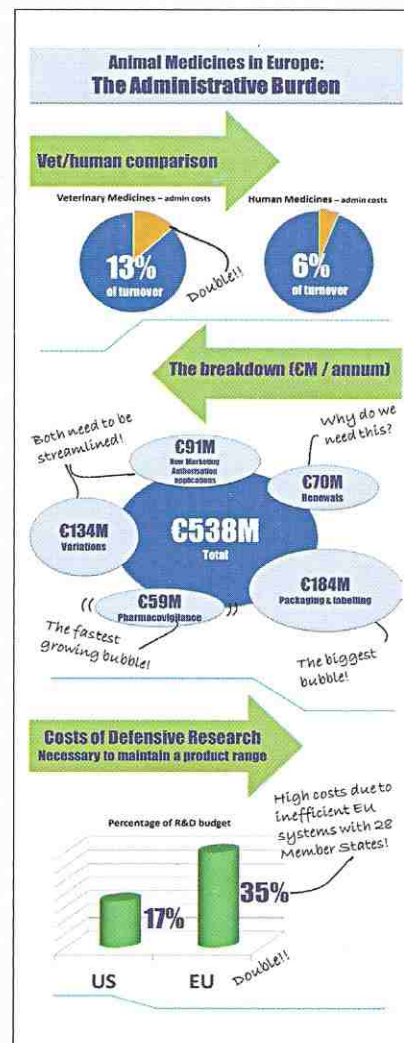 Animal Medicines in Europe:
The Administrative Burden
Vet/human comparison
Veterinary Medicines – admin costs
Human Medicines – admin costs
13%
of turnover
Double!!
6%
of turnover
The breakdown (€M / annum)
Both need to be
streamlined!
Why do we
need this?
€91M
New Marketing
Authorisation
applications
€70M
Renewals
€134M
Variations
€538M
Total
€59M
Pharmacovigilance
€184M
Packaging & labelling
The fastest
growing bubble!
The biggest
bubble!
Costs of Defensive Research
Necessary to maintain a product range
High costs due to
inefficient EU
systems with 28
Member States!
Percentage of R&D budget
17%
35%
US
EU
Double!!